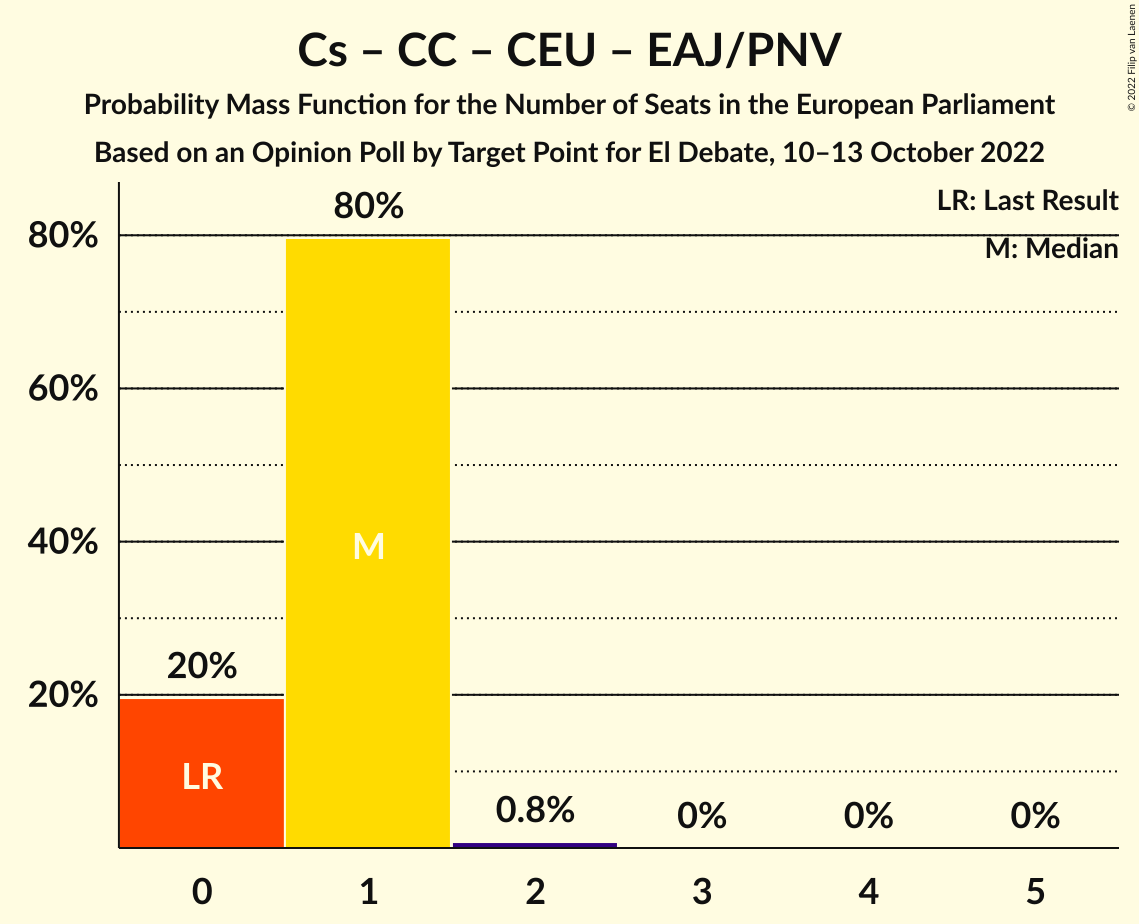 Cs – CC – CEU – EAJ/PNV
Probability Mass Function for the Number of Seats in the European Parliament
Based on an Opinion Poll by Target Point for El Debate, 10–13 October 2022
© 2022 Filip van Laenen
LR: Last Result
M: Median
80%
60%
40%
20%
20%
80%
0.8%
0%
0%
0%
LR
M
0
1
2
3
4
5